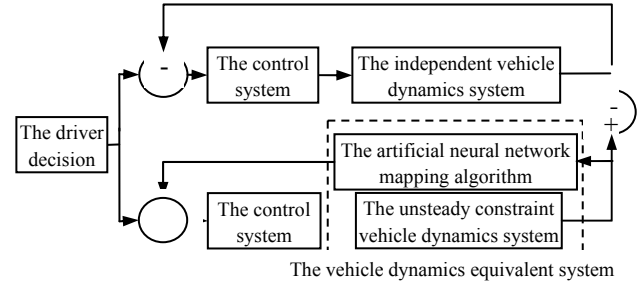 -
The control
system
The independent vehicle
dynamics system
-
+
The driver
decision
The artificial neural network
mapping algorithm
The control
system
The unsteady constraint
vehicle dynamics system
The vehicle dynamics equivalent system